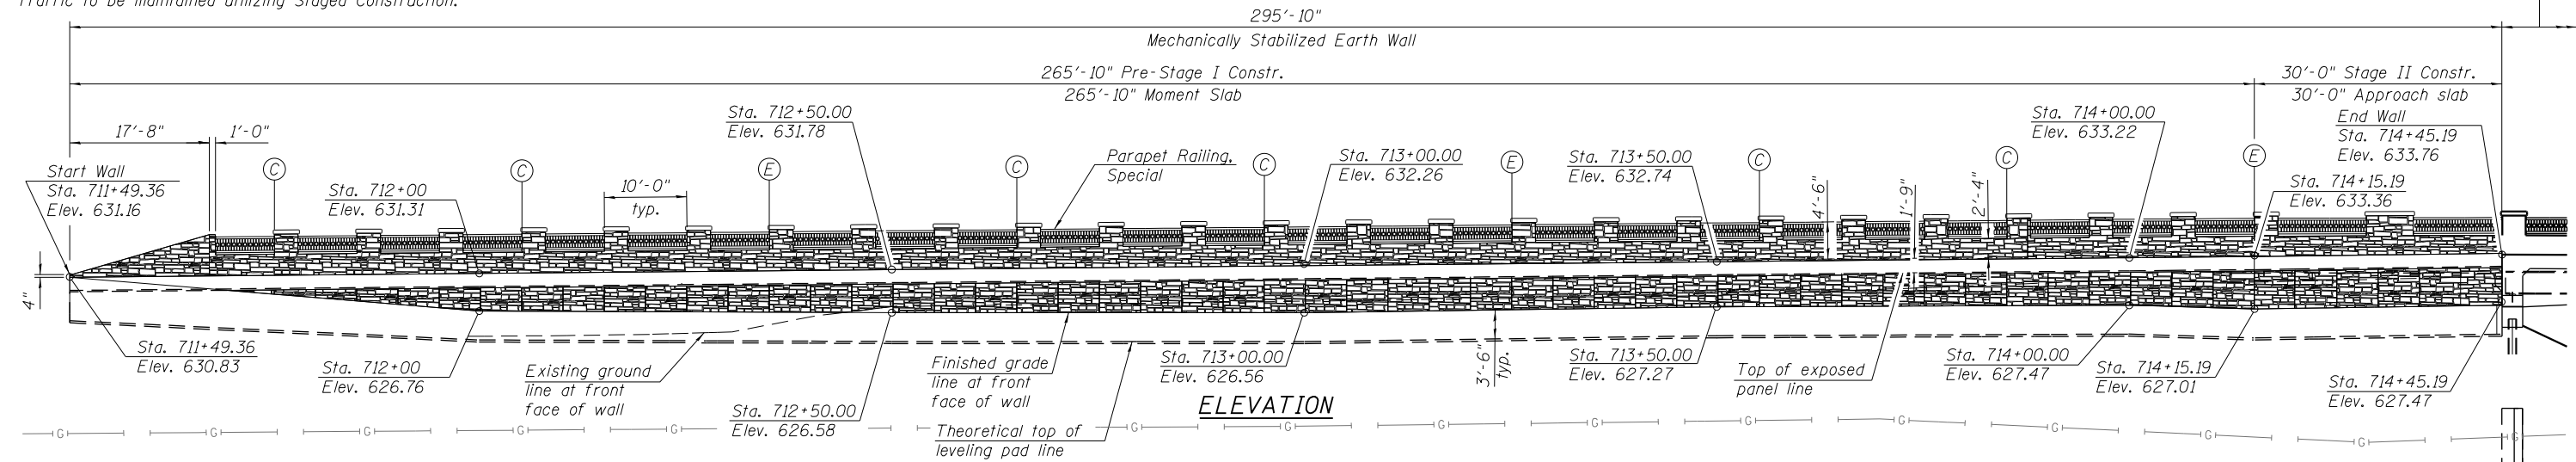 Traffic to be maintained utilizing Staged Construction.
295'-10"
Mechanically Stabilized Earth Wall
265'-10" Pre-Stage I Constr.
265'-10" Moment Slab
30'-0" Stage II Constr.
30'-0" Approach slab
17'-8"
1'-0"
Start Wall
Sta. 711+49.36
Elev. 631.16
C
Sta. 712+00
Elev. 631.31
C
10'-0"
typ.
Sta. 712+50.00
Elev. 631.78
E
C
Parapet Railing,
Special
C
Sta. 713+00.00
Elev. 632.26
E
Sta. 713+50.00
Elev. 632.74
C
4'-6"
1'-9"
2'-4"
C
Sta. 714+00.00
Elev. 633.22
E
Sta. 714+15.19
Elev. 633.36
End Wall
Sta. 714+45.19
Elev. 633.76
4"
Sta. 711+49.36
Elev. 630.83
Sta. 712+00
Elev. 626.76
Existing ground
line at front
face of wall
Sta. 712+50.00
Elev. 626.58
Finished grade
line at front
face of wall
Theoretical top of
leveling pad line
Sta. 713+00.00
Elev. 626.56
3'-6"
typ.
Sta. 713+50.00
Elev. 627.27
Top of exposed
panel line
Sta. 714+00.00
Elev. 627.47
Sta. 714+15.19
Elev. 627.01
Sta. 714+45.19
Elev. 627.47
ELEVATION
G G G G G G G G G G G G G G G